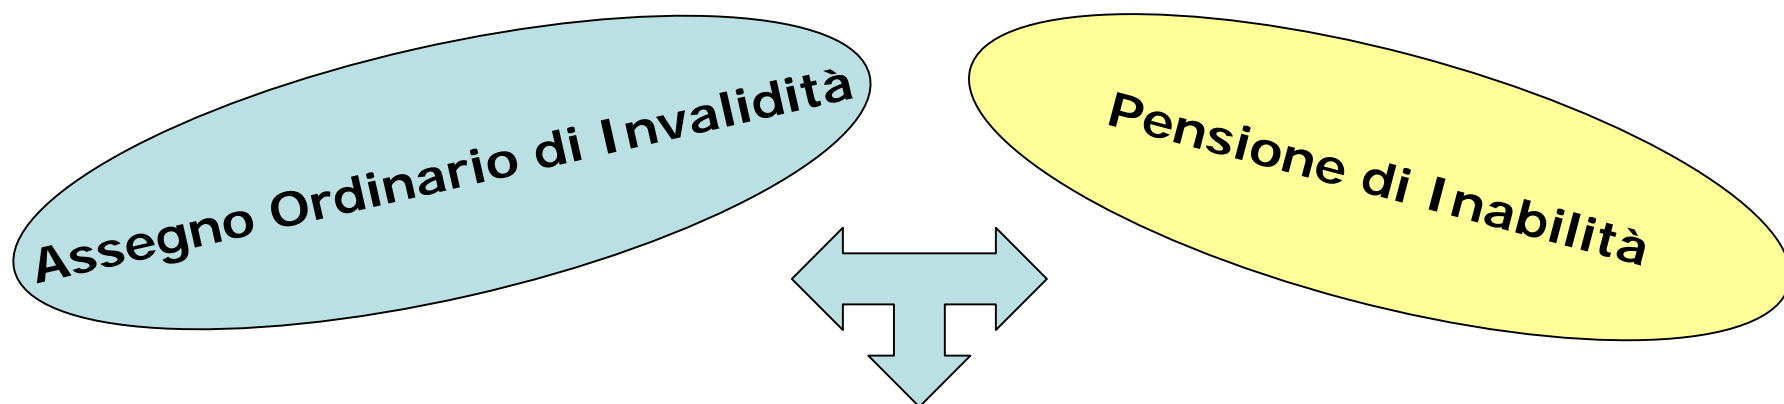 Assegno Ordinario di Invalidità
Pensione di Inabilità